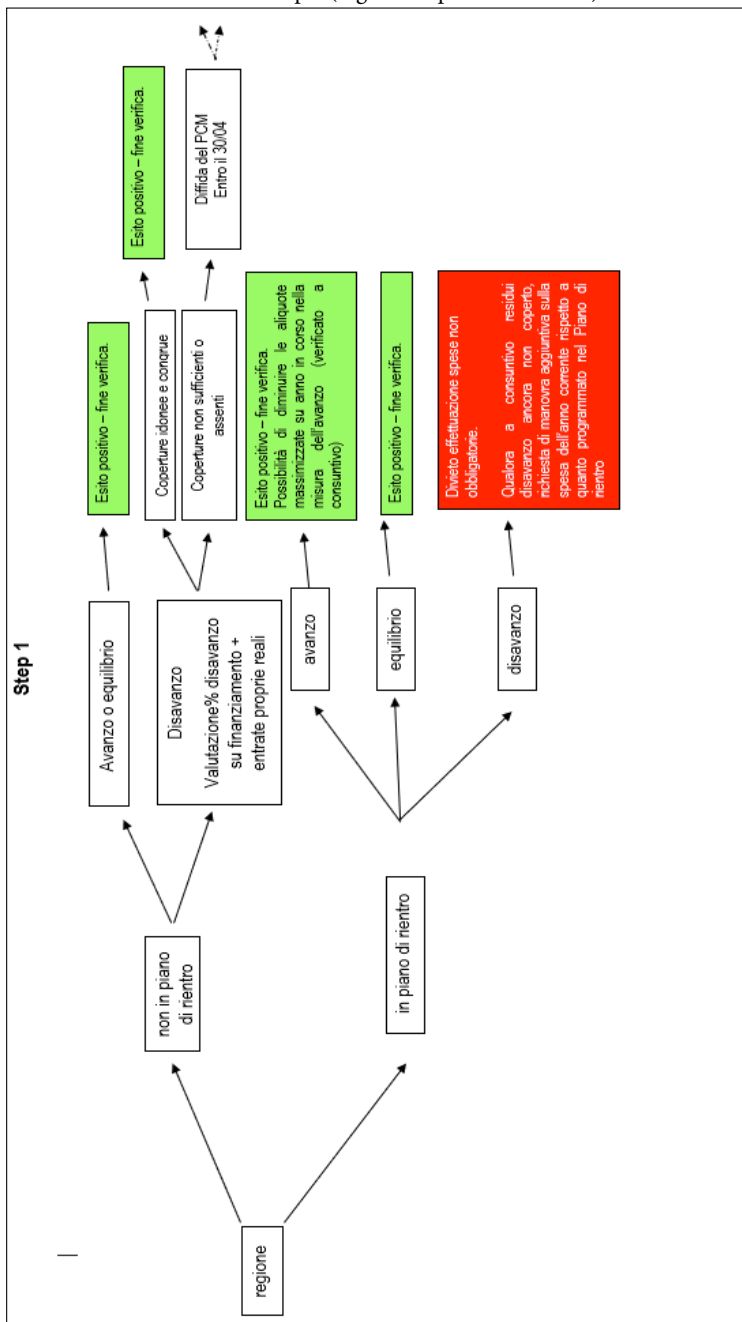 Step 1
regione
non in piano
di rientro
in piano di rientro
Avanzo o equilibrio
Disavanzo
Valutazione% disavanzo
su finanziamento +
entrate proprie reali
avanzo
equilibrio
disavanzo
Esito positivo – fine verifica.
Coperture idonee e congrue
Coperture non sufficienti o
assenti
Esito positivo – fine verifica.
Possibilità di diminuire le aliquote
massimizzate su anno in corso nella
misura dell'avanzo (verificato a
consuntivo)
Esito positivo – fine verifica.
Divieto effettuazione spese non
obbligatorie.
Qualora a consuntivo residui
disavanzo ancora non coperto,
richiesta di manovra aggiuntiva sulla
spesa dell'anno corrente rispetto a
quanto programmato nel Piano di
rientro
Esito positivo – fine verifica.
Diffida del PCM
Entro il 30/04